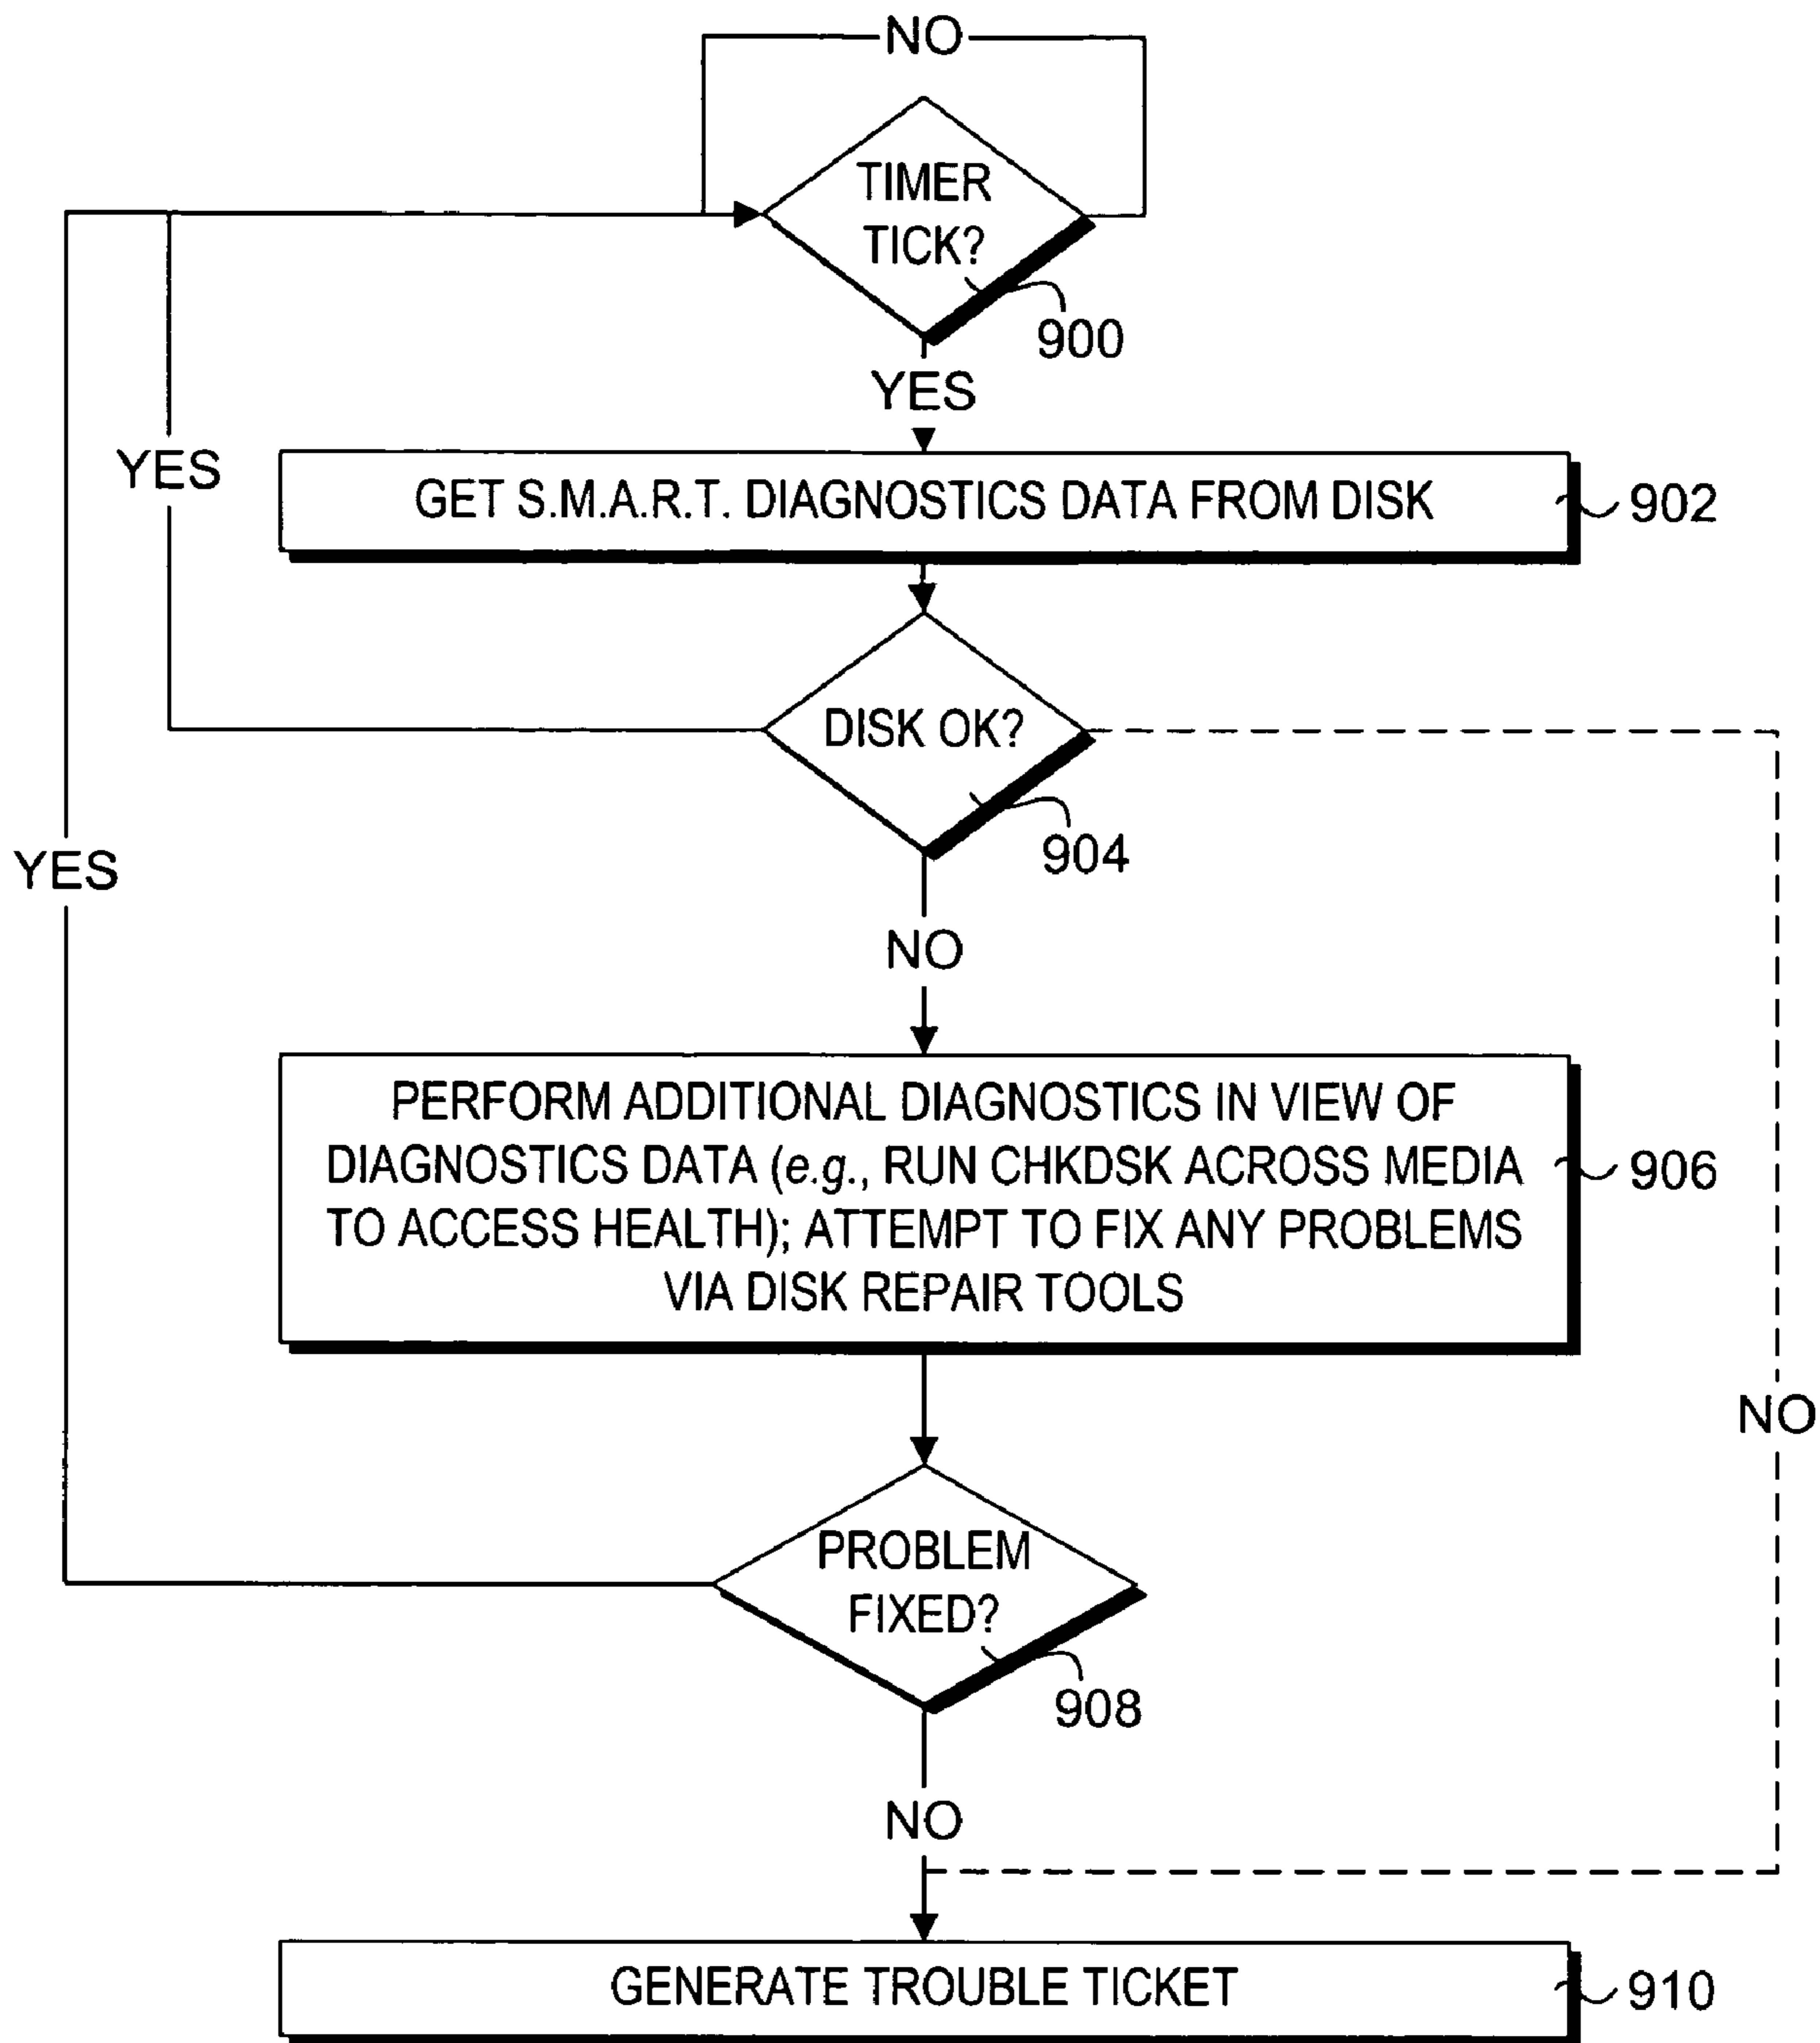 NO
TIMER
TICK?
900
YES
YES
GET S.M.A.R.T. DIAGNOSTICS DATA FROM DISK
902
DISK OK?
904
YES
NO
PERFORM ADDITIONAL DIAGNOSTICS IN VIEW OF
DIAGNOSTICS DATA (e.g., RUN CHKDSK ACROSS MEDIA
TO ACCESS HEALTH); ATTEMPT TO FIX ANY PROBLEMS
VIA DISK REPAIR TOOLS
906
NO
PROBLEM
FIXED?
908
NO
GENERATE TROUBLE TICKET
910